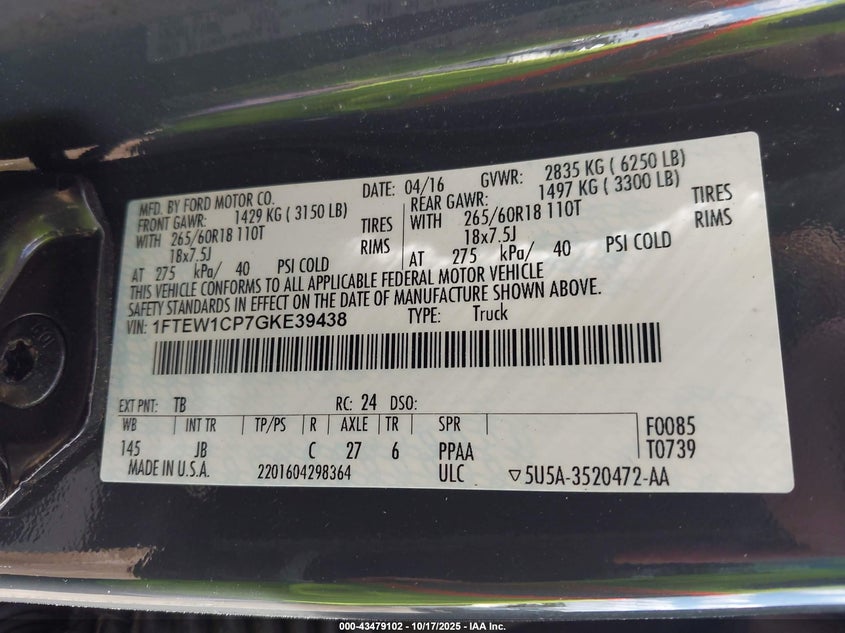 MFD. BY FORD MOTOR CO. DATE: 04/16 GVWR: 2835 KG ( 6250 LB)
FRONT GAWR: 1429 KG ( 3150 LB) REAR GAWR: 1497 KG ( 3300 LB)
WITH 265/60R18 110T TIRES WITH 265/60R18 110T TIRES
18x7.5J RIMS 18x7.5J RIMS
AT 275 kPa/ 40 PSI COLD AT 275 kPa/ 40 PSI COLD
THIS VEHICLE CONFORMS TO ALL APPLICABLE FEDERAL MOTOR VEHICLE
SAFETY STANDARDS IN EFFECT ON THE DATE OF MANUFACTURE SHOWN ABOVE.
VIN: 1FTEW1CP7GKE39438 TYPE: Truck
EXT PNT: TB RC: 24 DSO:
WB INT TR TP/PS R AXLE TR SPR F0085
145 JB C 27 6 PPAA T0739
MADE IN U.S.A. 2201604298364 ULC ▽5U5A-3520472-AA
000-43479102 - 10/17/2025 - IAA Inc.